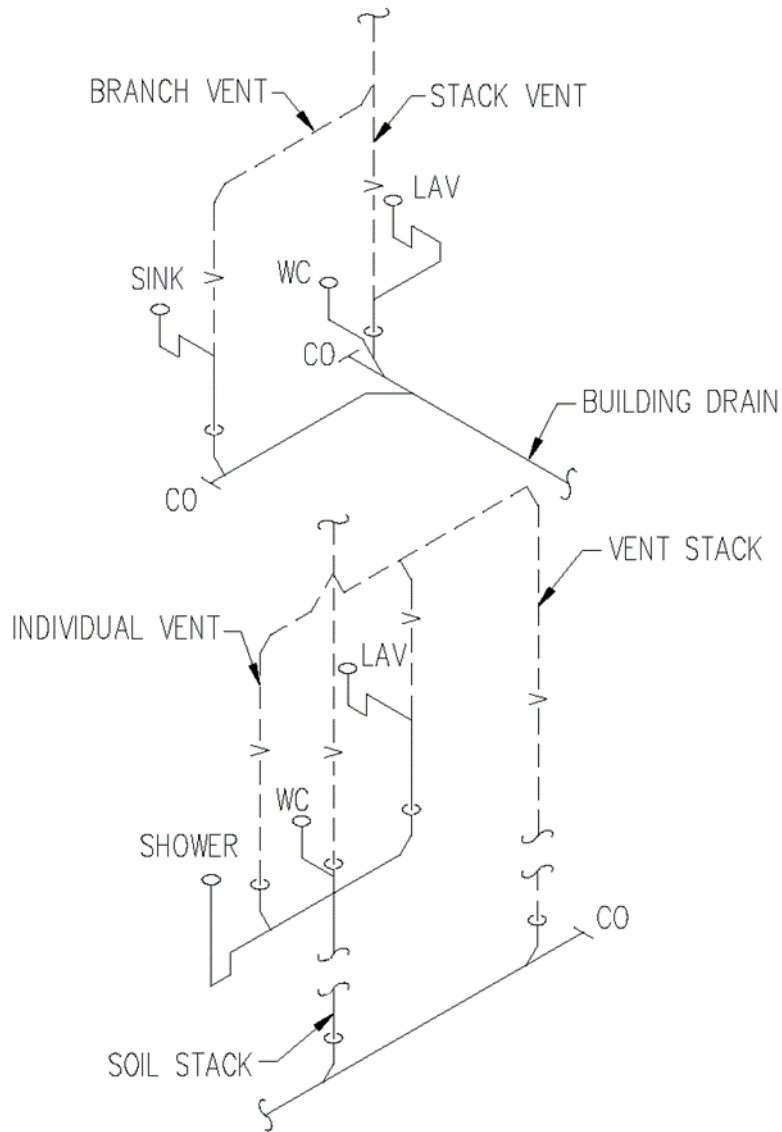 BRANCH VENT
STACK VENT
V
LAV
V
SINK
WC
CO
BUILDING DRAIN
CO
VENT STACK
V
INDIVIDUAL VENT
LAV
V
V
V
WC
SHOWER
CO
SOIL STACK